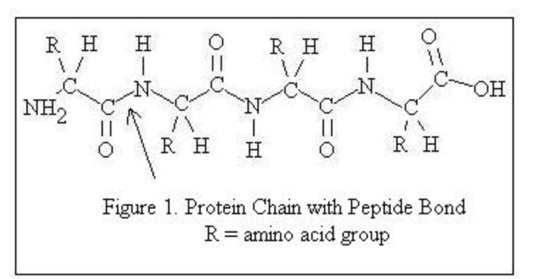 R H H O R H H O
NH2 C C N C C N C C N C C OH
O R H H O R H
Figure 1. Protein Chain with Peptide Bond
R = amino acid group